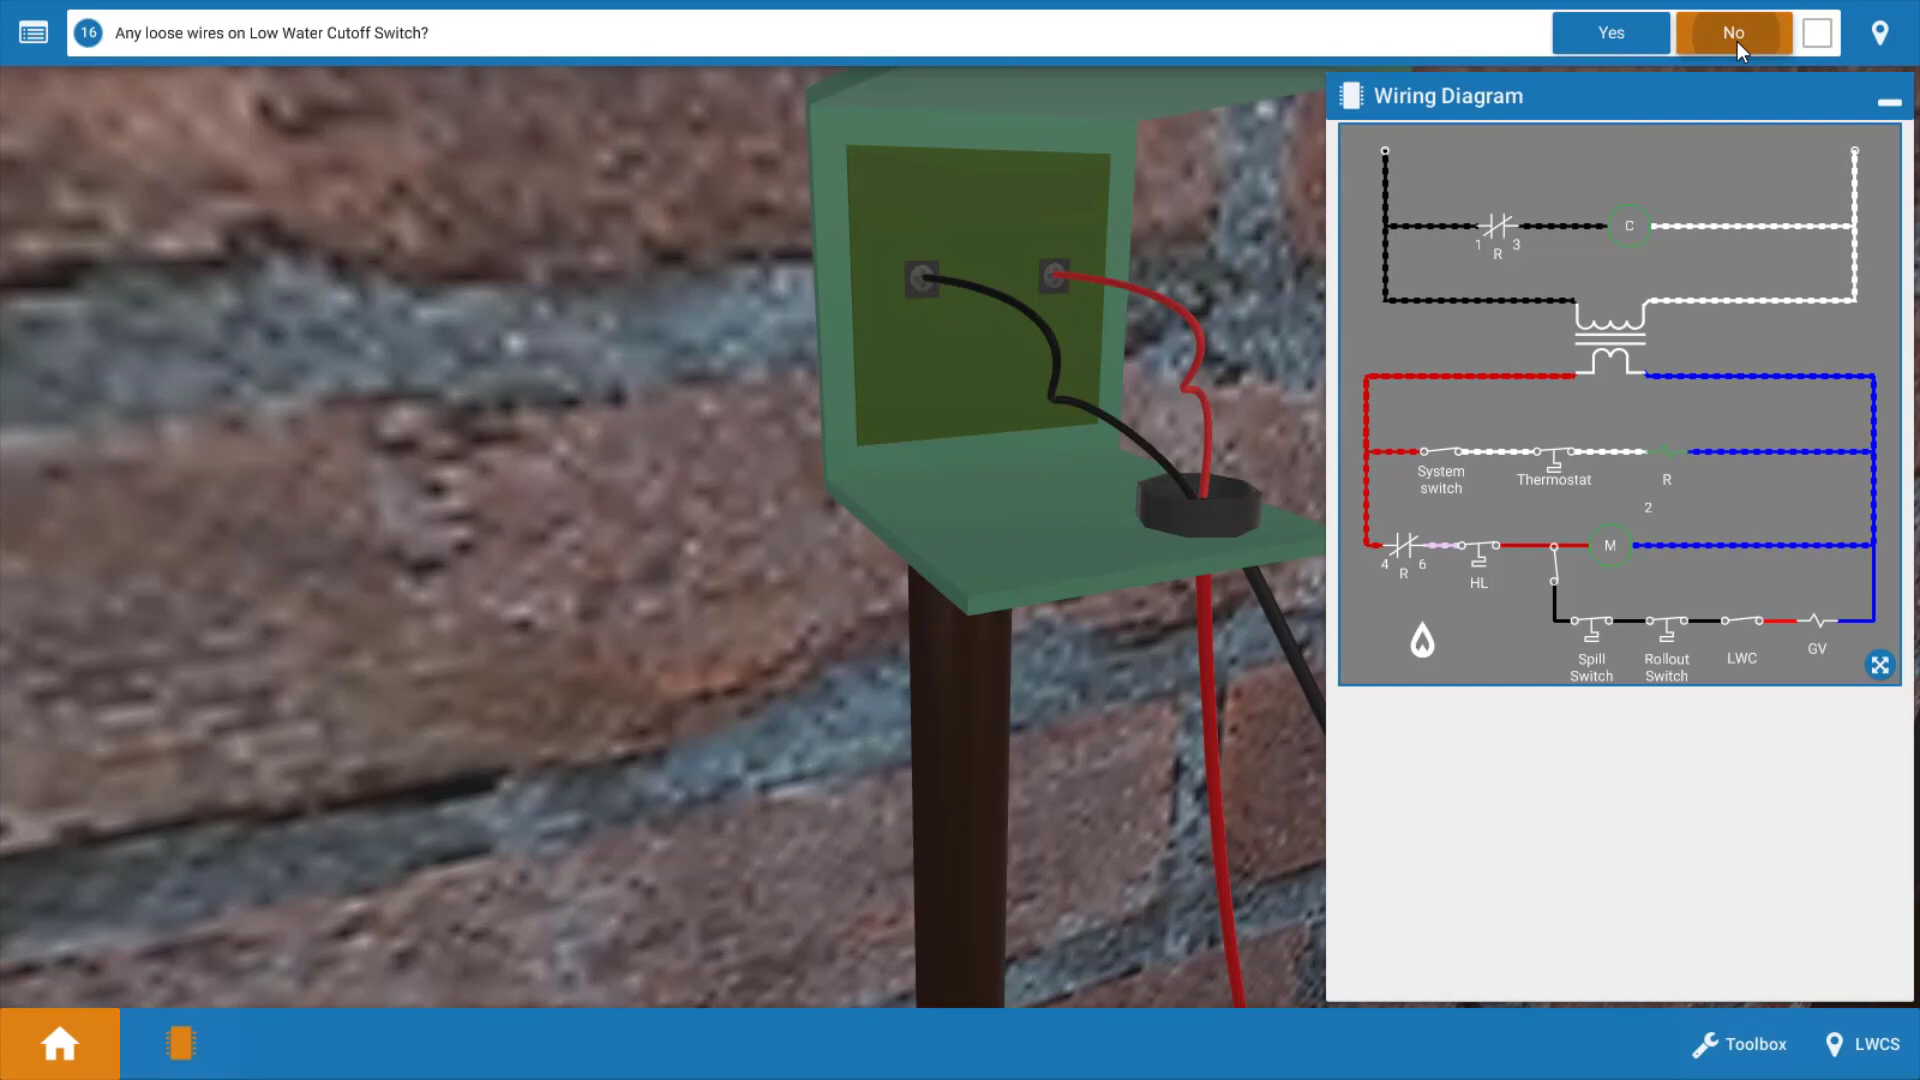 16 Any loose wires on Low Water Cutoff Switch? Yes No
Wiring Diagram
C
1 3
R
System
switch
Thermostat
R
2
M
4 6
R
HL
Spill
Switch
Rollout
Switch
LWC
GV
Toolbox LWCS